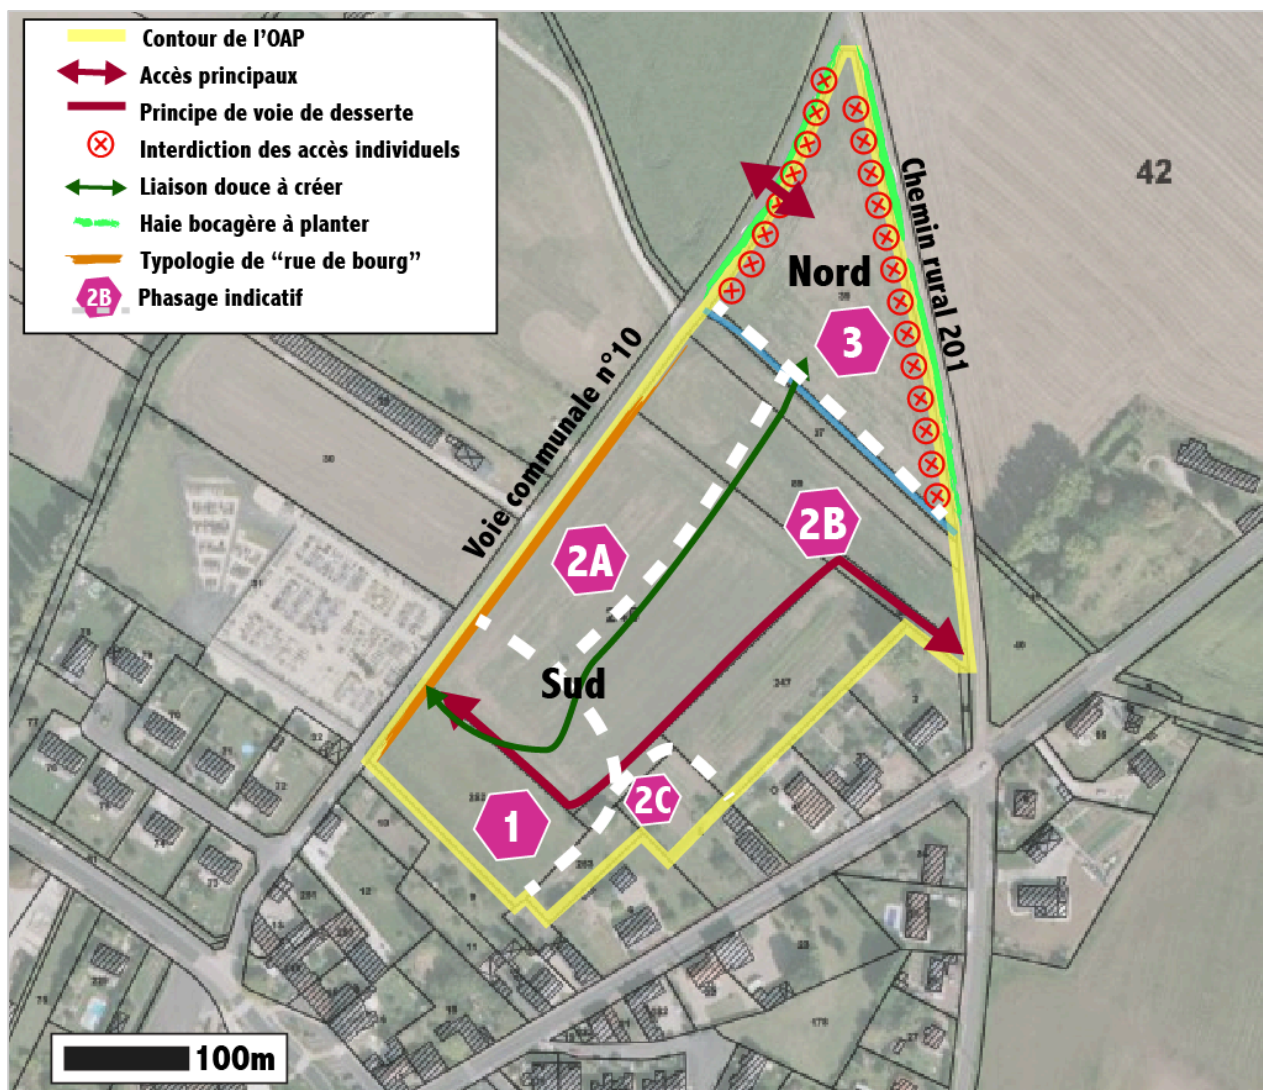 Contour de l'OAP
Accès principaux
Principe de voie de desserte
Interdiction des accès individuels
Liaison douce à créer
Haie bocagère à planter
Typologie de “rue de bourg”
2B Phasage indicatif
42
Chemin rural 201
Nord
3
Voie communale n°10
2B
2A
Sud
2C
1
100m